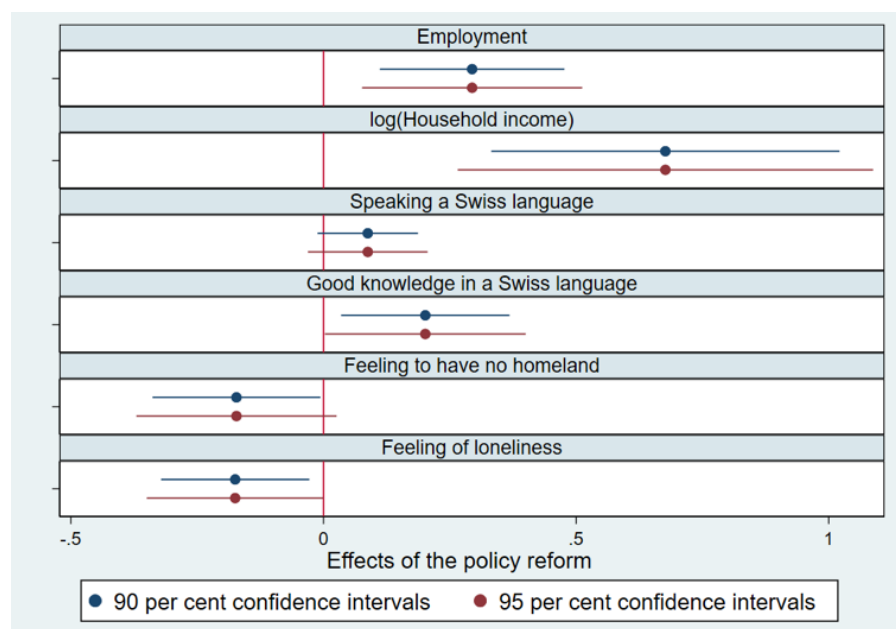 Employment
log(Household income)
Speaking a Swiss language
Good knowledge in a Swiss language
Feeling to have no homeland
Feeling of loneliness
-.5 0 .5 1
Effects of the policy reform
90 per cent confidence intervals 95 per cent confidence intervals